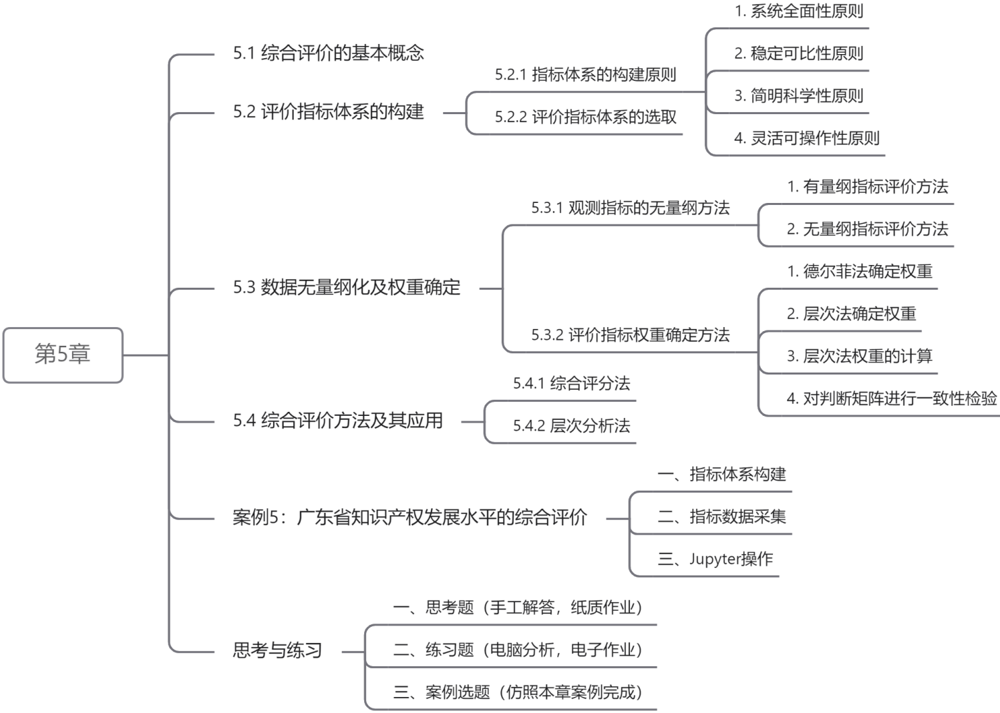 第5章
5.1 综合评价的基本概念
5.2 评价指标体系的构建
5.2.1 指标体系的构建原则
1. 系统全面性原则
2. 稳定可比性原则
3. 简明科学性原则
4. 灵活可操作性原则
5.2.2 评价指标体系的选取
5.3 数据无量纲化及权重确定
5.3.1 观测指标的无量纲方法
1. 有量纲指标评价方法
2. 无量纲指标评价方法
5.3.2 评价指标权重确定方法
1. 德尔菲法确定权重
2. 层次法确定权重
3. 层次法权重的计算
4. 对判断矩阵进行一致性检验
5.4 综合评价方法及其应用
5.4.1 综合评分法
5.4.2 层次分析法
案例5：广东省知识产权发展水平的综合评价
一、指标体系构建
二、指标数据采集
三、Jupyter操作
思考与练习
一、思考题（手工解答，纸质作业）
二、练习题（电脑分析，电子作业）
三、案例选题（仿照本章案例完成）